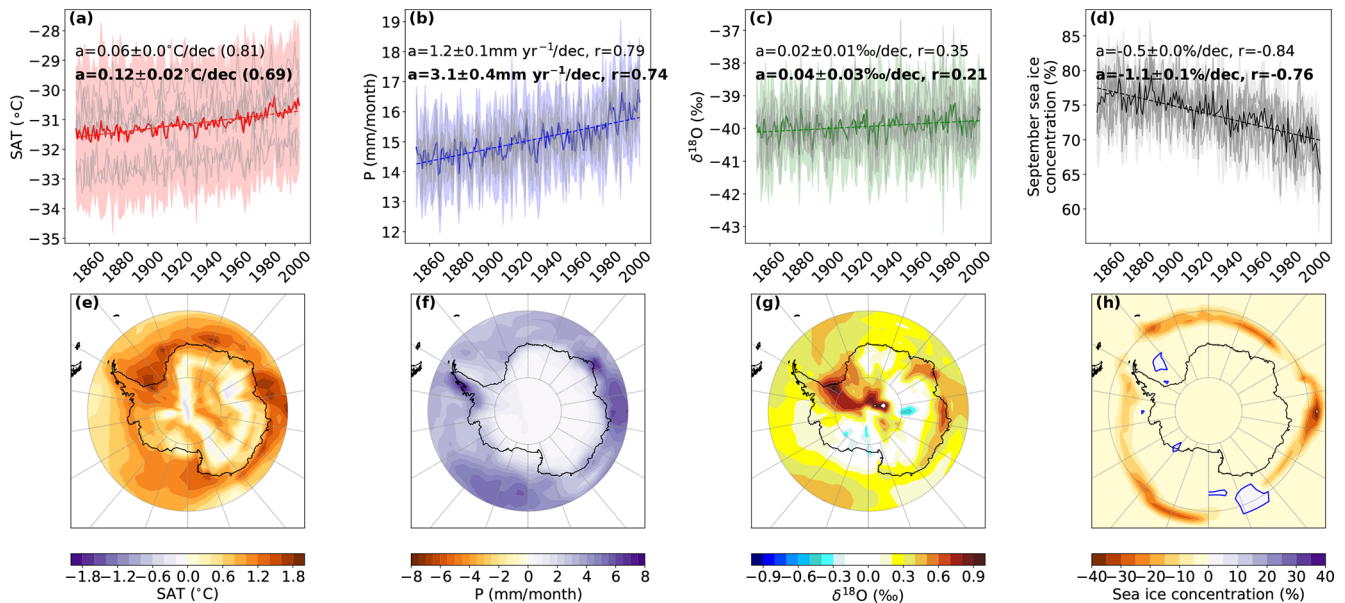 (a)
a=0.06±0.0°C/dec (0.81)
a=0.12±0.02°C/dec (0.69)
SAT (°C)
−28
−29
−30
−31
−32
−33
−34
−35
1860
1880
1900
1920
1940
1960
1980
2000
(b)
a=1.2±0.1mm yr⁻¹/dec, r=0.79
a=3.1±0.4mm yr⁻¹/dec, r=0.74
P (mm/month)
19
18
17
16
15
14
13
12
1860
1880
1900
1920
1940
1960
1980
2000
(c)
a=0.02±0.01‰/dec, r=0.35
a=0.04±0.03‰/dec, r=0.21
δ¹⁸O (‰)
−37
−38
−39
−40
−41
−42
−43
1860
1880
1900
1920
1940
1960
1980
2000
(d)
a=-0.5±0.0%/dec, r=-0.84
a=-1.1±0.1%/dec, r=-0.76
September sea ice
concentration (%)
85
80
75
70
65
60
1860
1880
1900
1920
1940
1960
1980
2000
(e)
−1.8 −1.2 −0.6 0.0 0.6 1.2 1.8
SAT (°C)
(f)
−8 −6 −4 −2 0 2 4 6 8
P (mm/month)
(g)
−0.9 −0.6 −0.3 0.0 0.3 0.6 0.9
δ¹⁸O (‰)
(h)
−40 −30 −20 −10 0 10 20 30 40
Sea ice concentration (%)